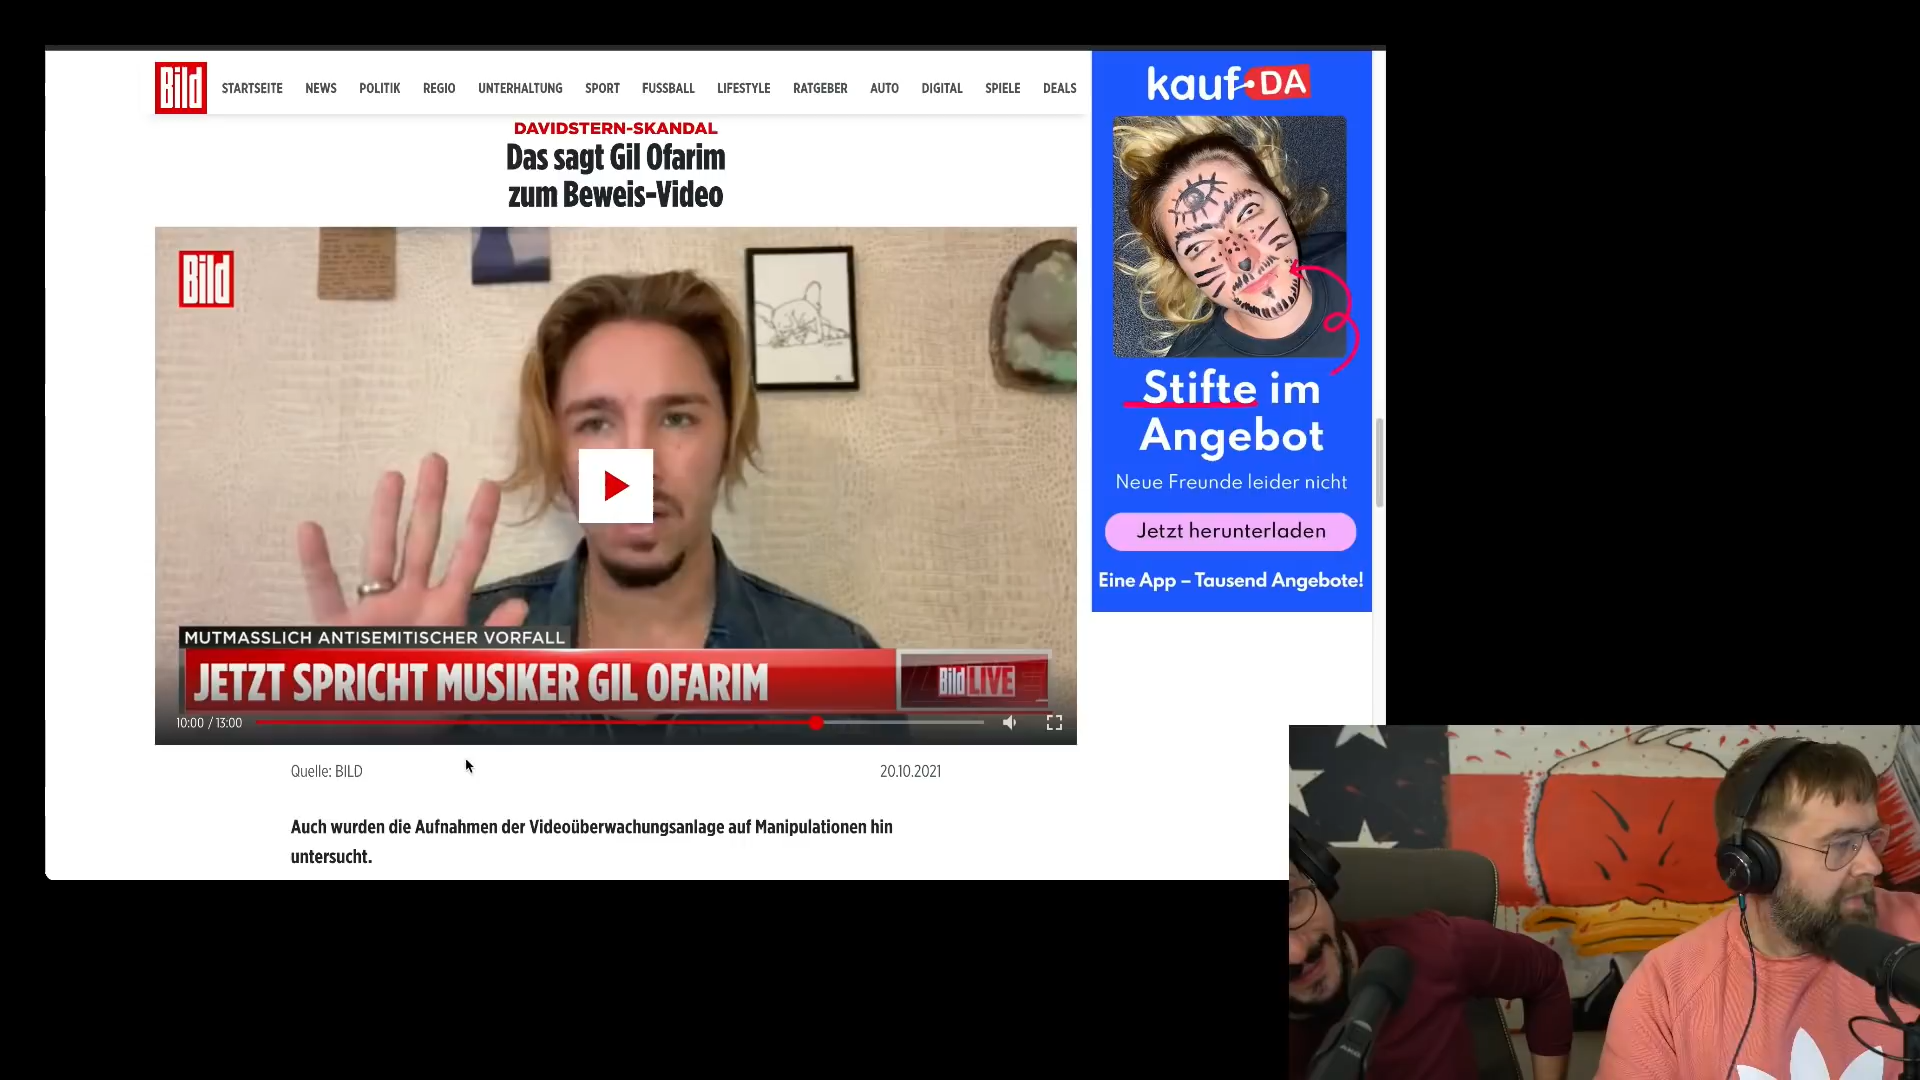 Bild
STARTSEITE NEWS POLITIK REGIO UNTERHALTUNG SPORT FUSSBALL LIFESTYLE RATGEBER AUTO DIGITAL SPIELE DEALS
DAVIDSTERN-SKANDAL
Das sagt Gil Ofarim
zum Beweis-Video
Bild
MUTMASSLICH ANTISEMITISCHER VORFALL
JETZT SPRICHT MUSIKER GIL OFARIM
Bild LIVE
10:00 / 13:00
Quelle: BILD
20.10.2021
Auch wurden die Aufnahmen der Videoüberwachungsanlage auf Manipulationen hin
untersucht.
kaufDA
Stifte im
Angebot
Neue Freunde leider nicht
Jetzt herunterladen
Eine App – Tausend Angebote!